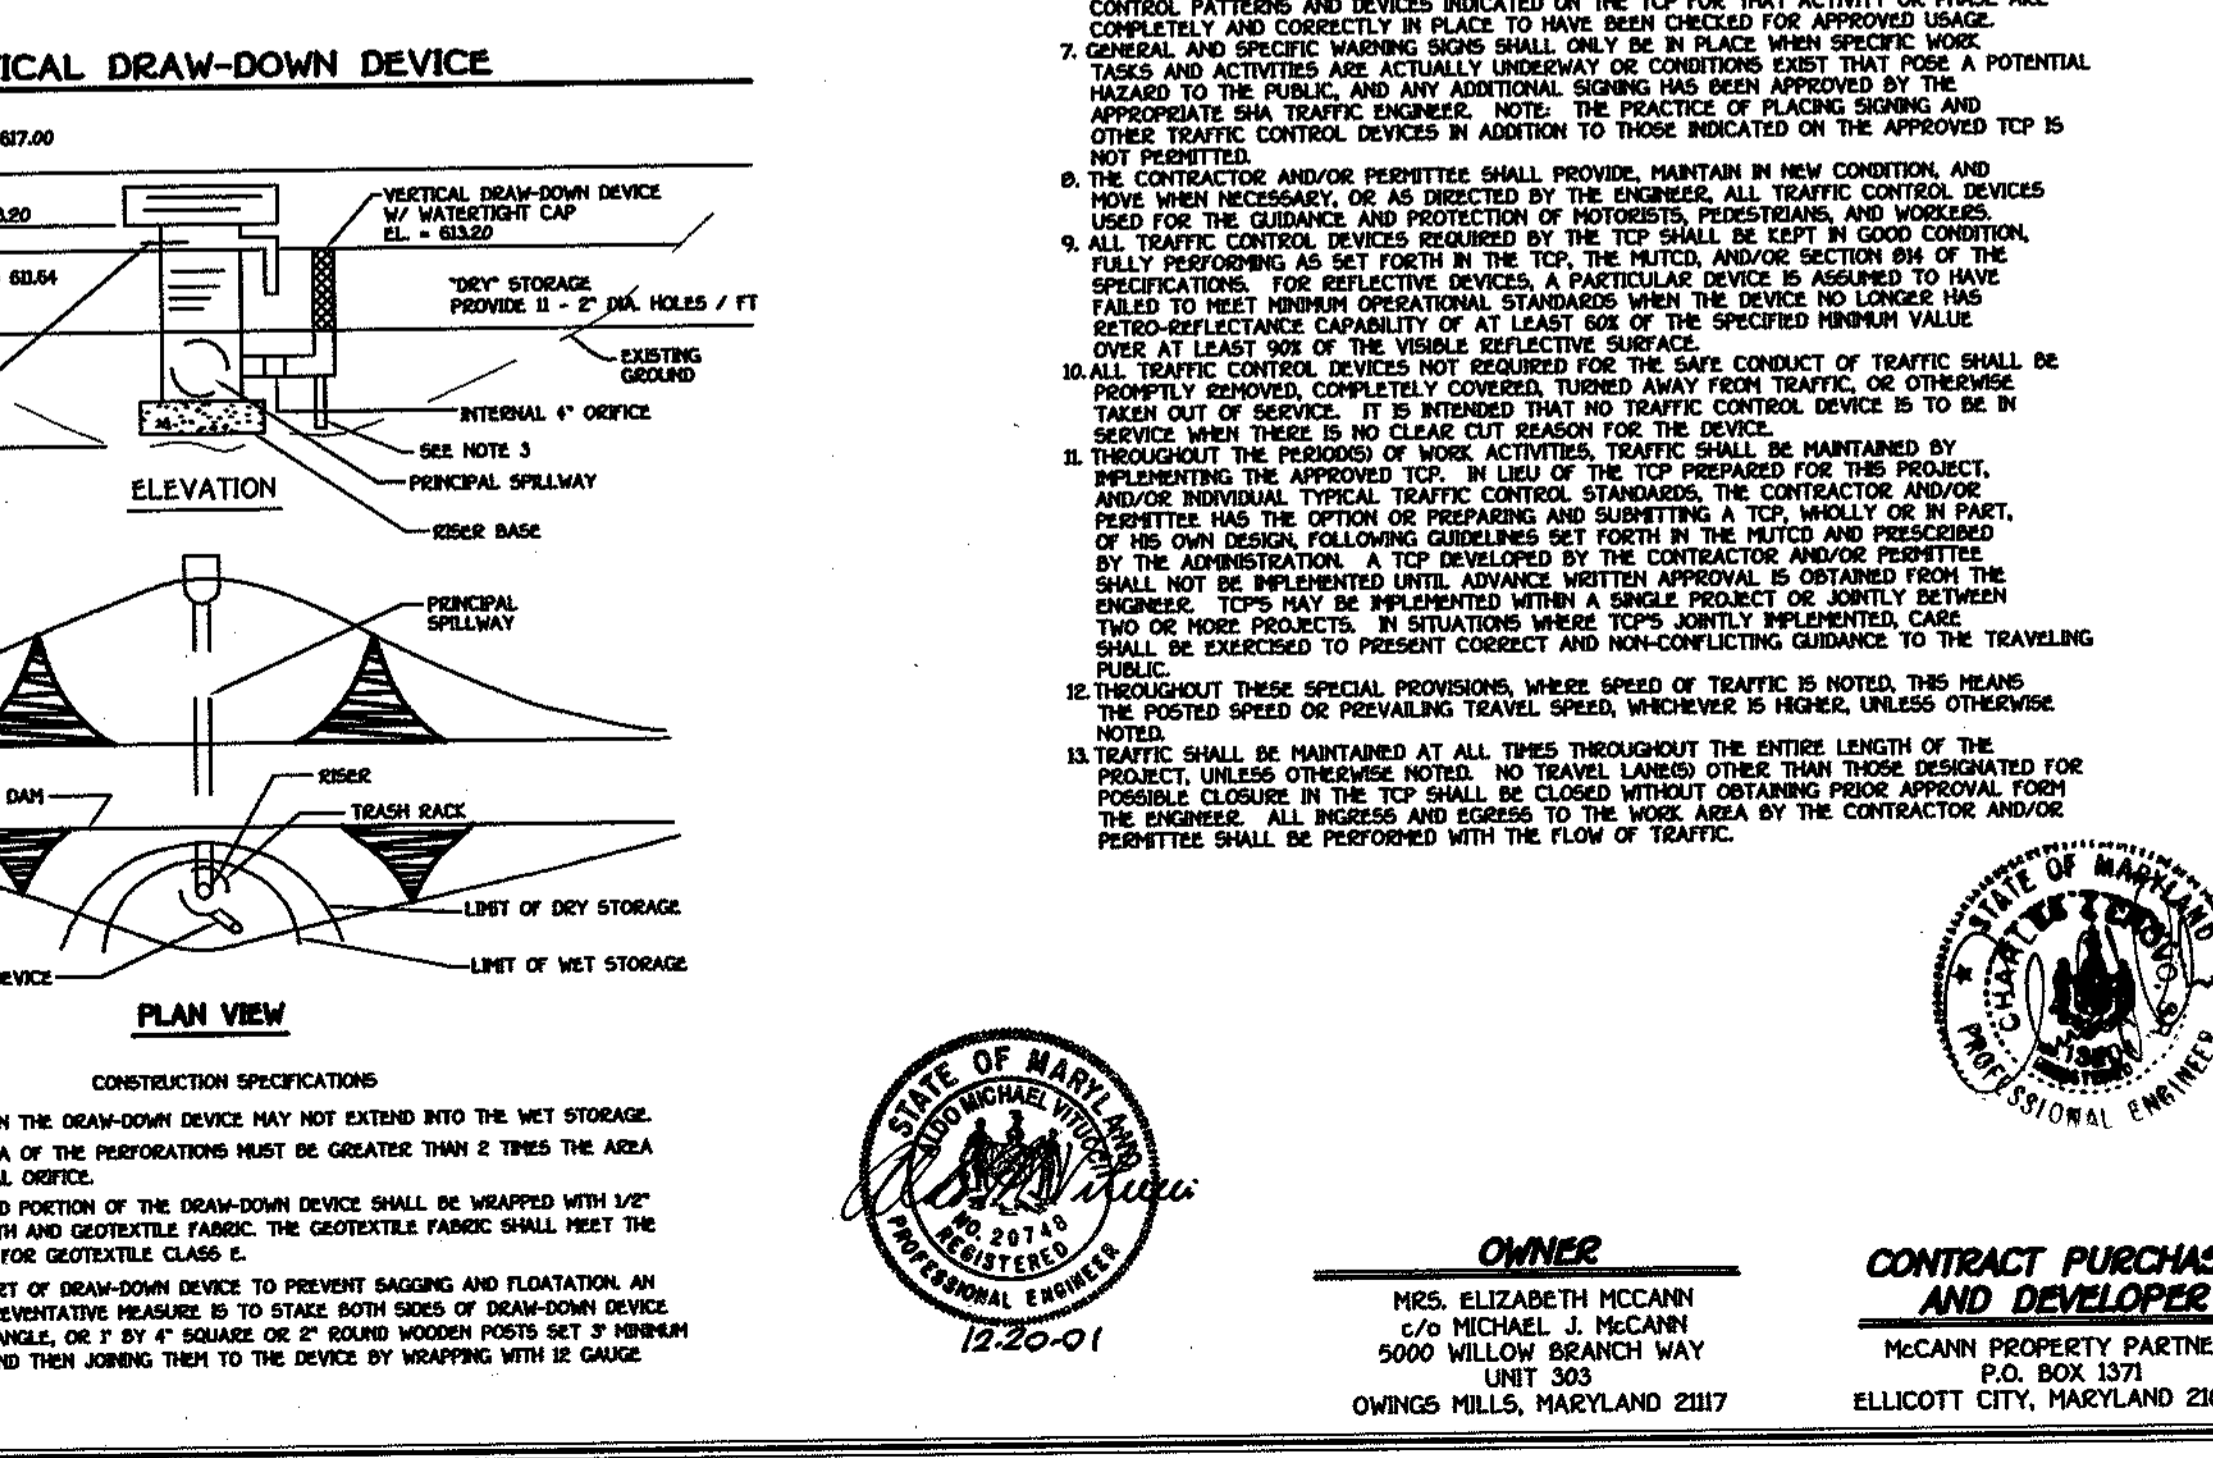 ICAL DRAW-DOWN DEVICE
617.00
3.20
611.64
VERTICAL DRAW-DOWN DEVICE
W/ WATERTIGHT CAP
EL. = 613.20
"DRY" STORAGE
PROVIDE 11 - 2" DIA. HOLES / FT
EXISTING
GROUND
INTERNAL 4" ORIFICE
SEE NOTE 3
PRINCIPAL SPILLWAY
RISER BASE
ELEVATION
PRINCIPAL
SPILLWAY
RISER
DAM
TRASH RACK
LIMIT OF DRY STORAGE
LIMIT OF WET STORAGE
EVICE
PLAN VIEW
CONSTRUCTION SPECIFICATIONS
N THE DRAW-DOWN DEVICE MAY NOT EXTEND INTO THE WET STORAGE.
A OF THE PERFORATIONS MUST BE GREATER THAN 2 TIMES THE AREA
L ORIFICE.
D PORTION OF THE DRAW-DOWN DEVICE SHALL BE WRAPPED WITH 1/2"
TH AND GEOTEXTILE FABRIC. THE GEOTEXTILE FABRIC SHALL MEET THE
FOR GEOTEXTILE CLASS E.
RT OF DRAW-DOWN DEVICE TO PREVENT SAGGING AND FLOATATION. AN
EVENTATIVE MEASURE IS TO STAKE BOTH SIDES OF DRAW-DOWN DEVICE
ANGLE, OR 1" BY 4" SQUARE OR 2" ROUND WOODEN POSTS SET 3' MINIMUM
ND THEN JOINING THEM TO THE DEVICE BY WRAPPING WITH 12 GAUGE
CONTROL PATTERNS AND DEVICES INDICATED ON THE TCP FOR THAT ACTIVITY OR PHASE ARE
COMPLETELY AND CORRECTLY IN PLACE TO HAVE BEEN CHECKED FOR APPROVED USAGE.
7. GENERAL AND SPECIFIC WARNING SIGNS SHALL ONLY BE IN PLACE WHEN SPECIFIC WORK
TASKS AND ACTIVITIES ARE ACTUALLY UNDERWAY OR CONDITIONS EXIST THAT POSE A POTENTIAL
HAZARD TO THE PUBLIC, AND ANY ADDITIONAL SIGNING HAS BEEN APPROVED BY THE
APPROPRIATE SHA TRAFFIC ENGINEER. NOTE: THE PRACTICE OF PLACING SIGNING AND
OTHER TRAFFIC CONTROL DEVICES IN ADDITION TO THOSE INDICATED ON THE APPROVED TCP IS
NOT PERMITTED.
8. THE CONTRACTOR AND/OR PERMITTEE SHALL PROVIDE, MAINTAIN IN NEW CONDITION, AND
MOVE WHEN NECESSARY, OR AS DIRECTED BY THE ENGINEER, ALL TRAFFIC CONTROL DEVICES
USED FOR THE GUIDANCE AND PROTECTION OF MOTORISTS, PEDESTRIANS, AND WORKERS.
9. ALL TRAFFIC CONTROL DEVICES REQUIRED BY THE TCP SHALL BE KEPT IN GOOD CONDITION,
FULLY PERFORMING AS SET FORTH IN THE TCP, THE MUTCD, AND/OR SECTION 814 OF THE
SPECIFICATIONS. FOR REFLECTIVE DEVICES, A PARTICULAR DEVICE IS ASSUMED TO HAVE
FAILED TO MEET MINIMUM OPERATIONAL STANDARDS WHEN THE DEVICE NO LONGER HAS
RETRO-REFLECTANCE CAPABILITY OF AT LEAST 60% OF THE SPECIFIED MINIMUM VALUE
OVER AT LEAST 90% OF THE VISIBLE REFLECTIVE SURFACE.
10. ALL TRAFFIC CONTROL DEVICES NOT REQUIRED FOR THE SAFE CONDUCT OF TRAFFIC SHALL BE
PROMPTLY REMOVED, COMPLETELY COVERED, TURNED AWAY FROM TRAFFIC, OR OTHERWISE
TAKEN OUT OF SERVICE. IT IS INTENDED THAT NO TRAFFIC CONTROL DEVICE IS TO BE IN
SERVICE WHEN THERE IS NO CLEAR CUT REASON FOR THE DEVICE.
11. THROUGHOUT THE PERIOD(S) OF WORK ACTIVITIES, TRAFFIC SHALL BE MAINTAINED BY
IMPLEMENTING THE APPROVED TCP. IN LIEU OF THE TCP PREPARED FOR THIS PROJECT,
AND/OR INDIVIDUAL TYPICAL TRAFFIC CONTROL STANDARDS, THE CONTRACTOR AND/OR
PERMITTEE HAS THE OPTION OR PREPARING AND SUBMITTING A TCP, WHOLLY OR IN PART,
OF HIS OWN DESIGN, FOLLOWING GUIDELINES SET FORTH IN THE MUTCD AND PRESCRIBED
BY THE ADMINISTRATION. A TCP DEVELOPED BY THE CONTRACTOR AND/OR PERMITTEE
SHALL NOT BE IMPLEMENTED UNTIL ADVANCE WRITTEN APPROVAL IS OBTAINED FROM THE
ENGINEER. TCP'S MAY BE IMPLEMENTED WITHIN A SINGLE PROJECT OR JOINTLY BETWEEN
TWO OR MORE PROJECTS. IN SITUATIONS WHERE TCP'S JOINTLY IMPLEMENTED, CARE
SHALL BE EXERCISED TO PRESENT CORRECT AND NON-CONFLICTING GUIDANCE TO THE TRAVELING
PUBLIC.
12. THROUGHOUT THESE SPECIAL PROVISIONS, WHERE SPEED OF TRAFFIC IS NOTED, THIS MEANS
THE POSTED SPEED OR PREVAILING TRAVEL SPEED, WHICHEVER IS HIGHER, UNLESS OTHERWISE
NOTED.
13. TRAFFIC SHALL BE MAINTAINED AT ALL TIMES THROUGHOUT THE ENTIRE LENGTH OF THE
PROJECT, UNLESS OTHERWISE NOTED. NO TRAVEL LANE(S) OTHER THAN THOSE DESIGNATED FOR
POSSIBLE CLOSURE IN THE TCP SHALL BE CLOSED WITHOUT OBTAINING PRIOR APPROVAL FORM
THE ENGINEER. ALL INGRESS AND EGRESS TO THE WORK AREA BY THE CONTRACTOR AND/OR
PERMITTEE SHALL BE PERFORMED WITH THE FLOW OF TRAFFIC.
STATE OF MARYLAND
PROFESSIONAL ENGINEER
STATE OF MARYLAND
ALDO MICHAEL VITUCCI
NO. 20748
REGISTERED
PROFESSIONAL ENGINEER
12-20-01
OWNER
MRS. ELIZABETH MCCANN
c/o MICHAEL J. McCANN
5000 WILLOW BRANCH WAY
UNIT 303
OWINGS MILLS, MARYLAND 21117
CONTRACT PURCHAS
AND DEVELOPER
McCANN PROPERTY PARTNE
P.O. BOX 1371
ELLICOTT CITY, MARYLAND 21